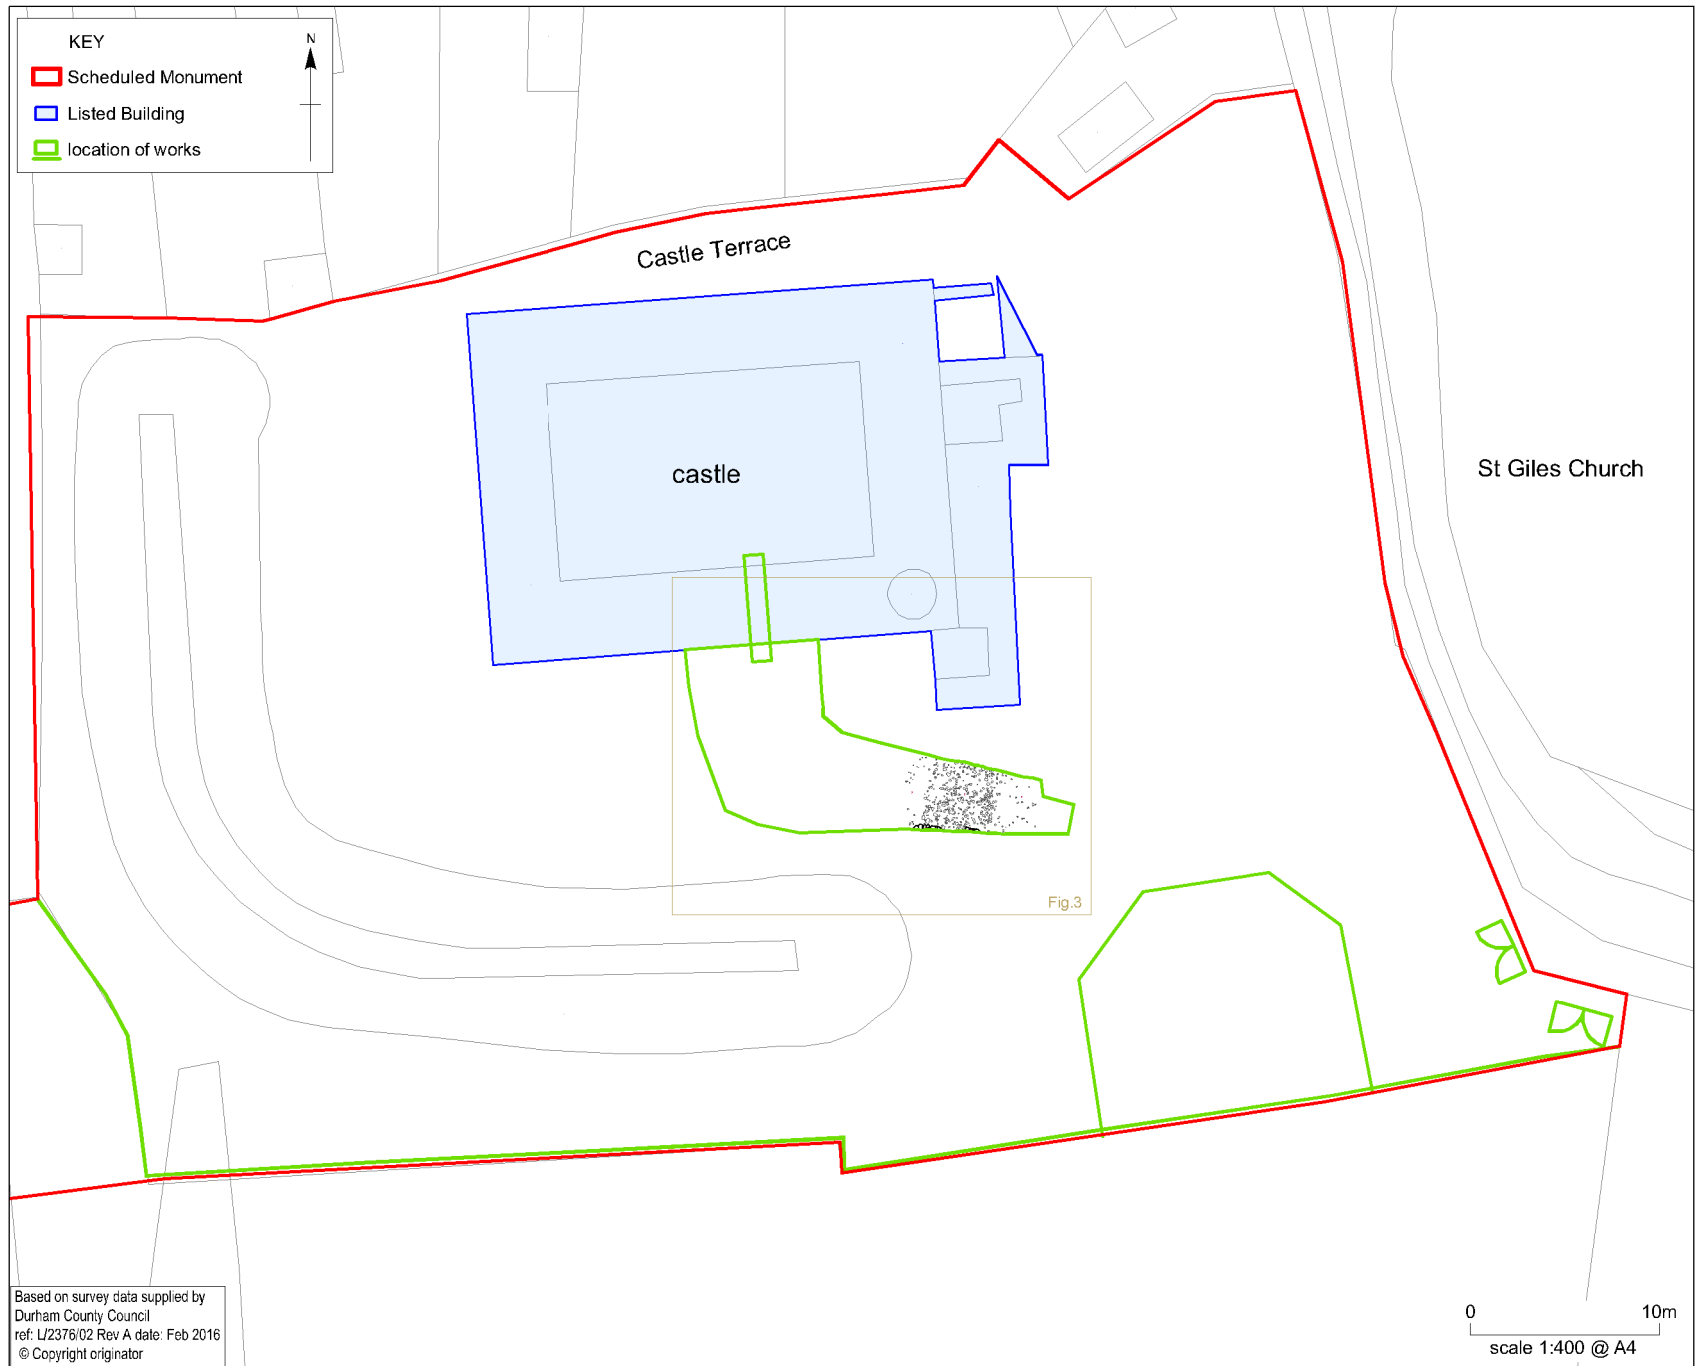 KEY
N
Scheduled Monument
Listed Building
location of works
Castle Terrace
castle
St Giles Church
Fig.3
Based on survey data supplied by
Durham County Council
ref: L/2376/02 Rev A date: Feb 2016
© Copyright originator
0 10m
scale 1:400 @ A4